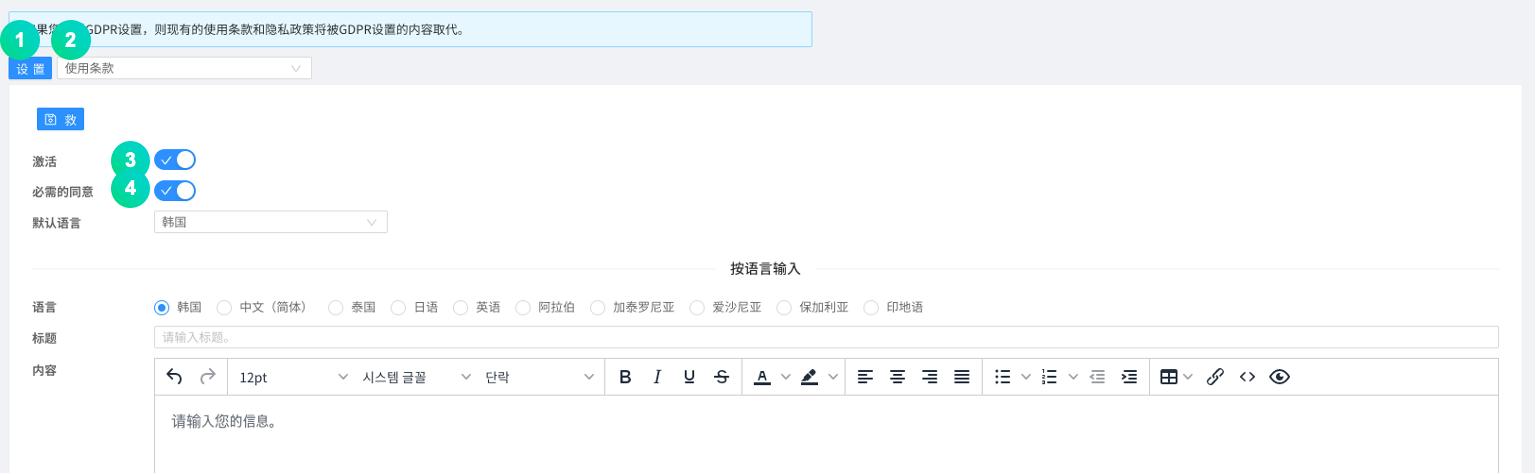 果您 GDPR设置，则现有的使用条款和隐私政策将被GDPR设置的内容取代。
1 2
设 置 使用条款
救
激活 3
必需的同意 4
默认语言 韩国
按语言输入
语言 韩国 中文（简体） 泰国 日语 英语 阿拉伯 加泰罗尼亚 爱沙尼亚 保加利亚 印地语
标题 请输入标题。
内容 12pt 시스템 글꼴 단락 B I U S A
请输入您的信息。